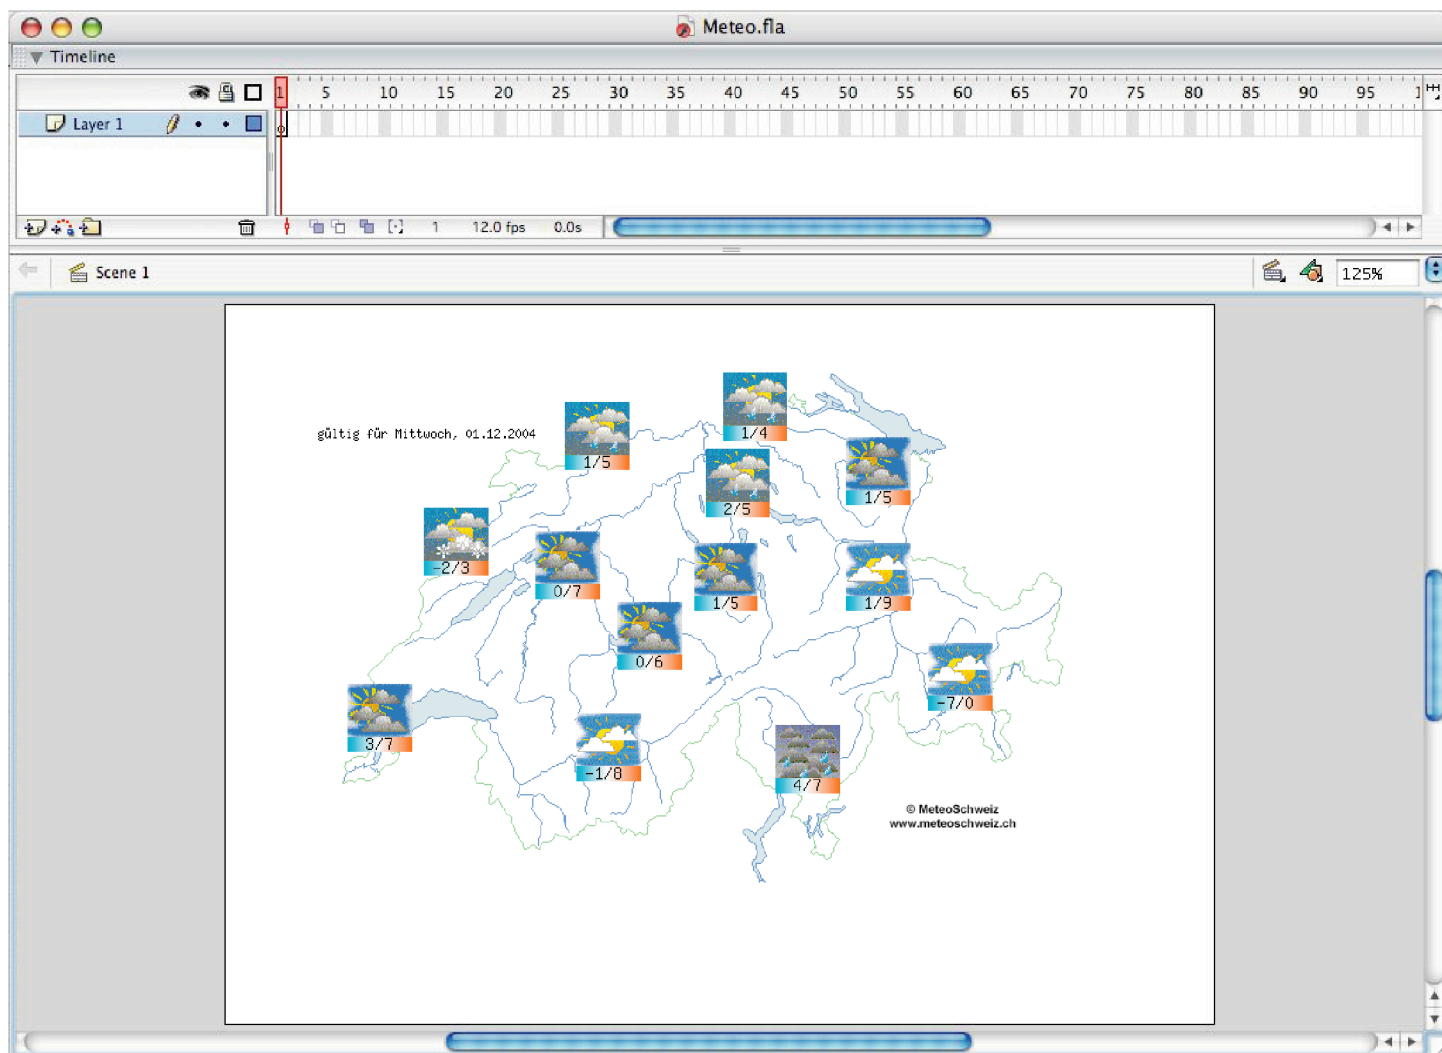 Meteo.fla
Timeline
1 5 10 15 20 25 30 35 40 45 50 55 60 65 70 75 80 85 90 95 1
Layer 1
1 12.0 fps 0.0s
Scene 1
125%
gültig für Mittwoch, 01.12.2004
1/4
1/5
1/5
2/5
-2/3
0/7
1/5
1/9
0/6
-7/0
3/7
-1/8
4/7
© MeteoSchweiz
www.meteoschweiz.ch